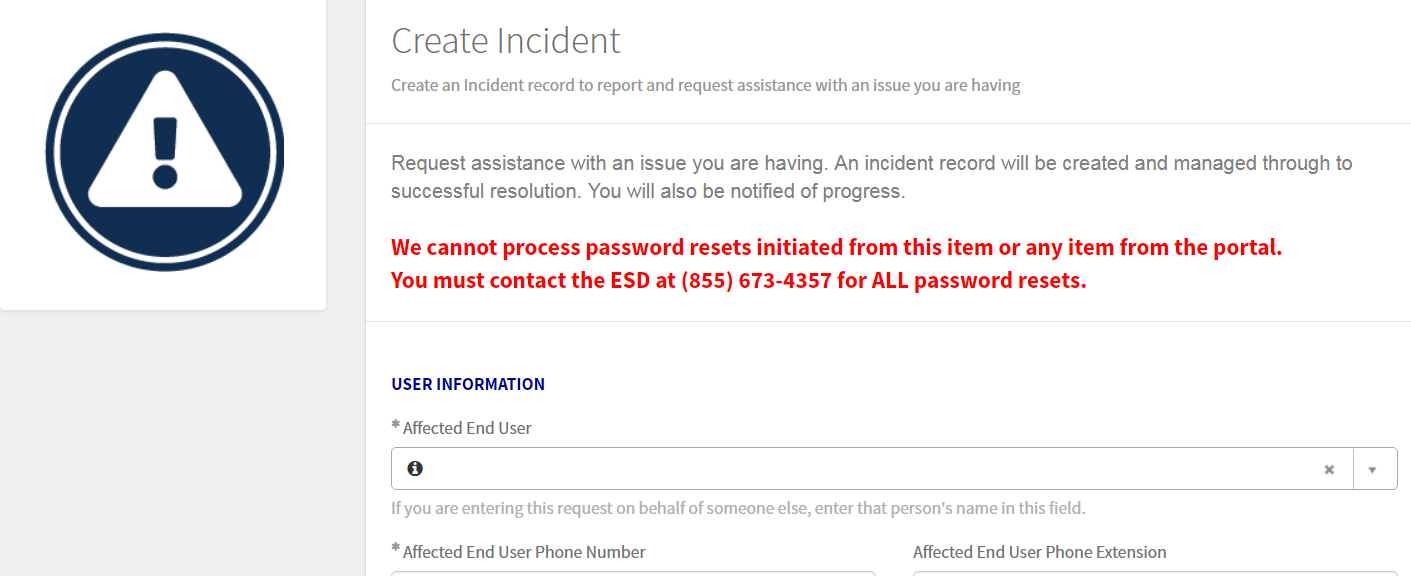 Create Incident
Create an Incident record to report and request assistance with an issue you are having
Request assistance with an issue you are having. An incident record will be created and managed through to
successful resolution. You will also be notified of progress.
We cannot process password resets initiated from this item or any item from the portal.
You must contact the ESD at (855) 673-4357 for ALL password resets.
USER INFORMATION
* Affected End User
If you are entering this request on behalf of someone else, enter that person's name in this field.
* Affected End User Phone Number Affected End User Phone Extension